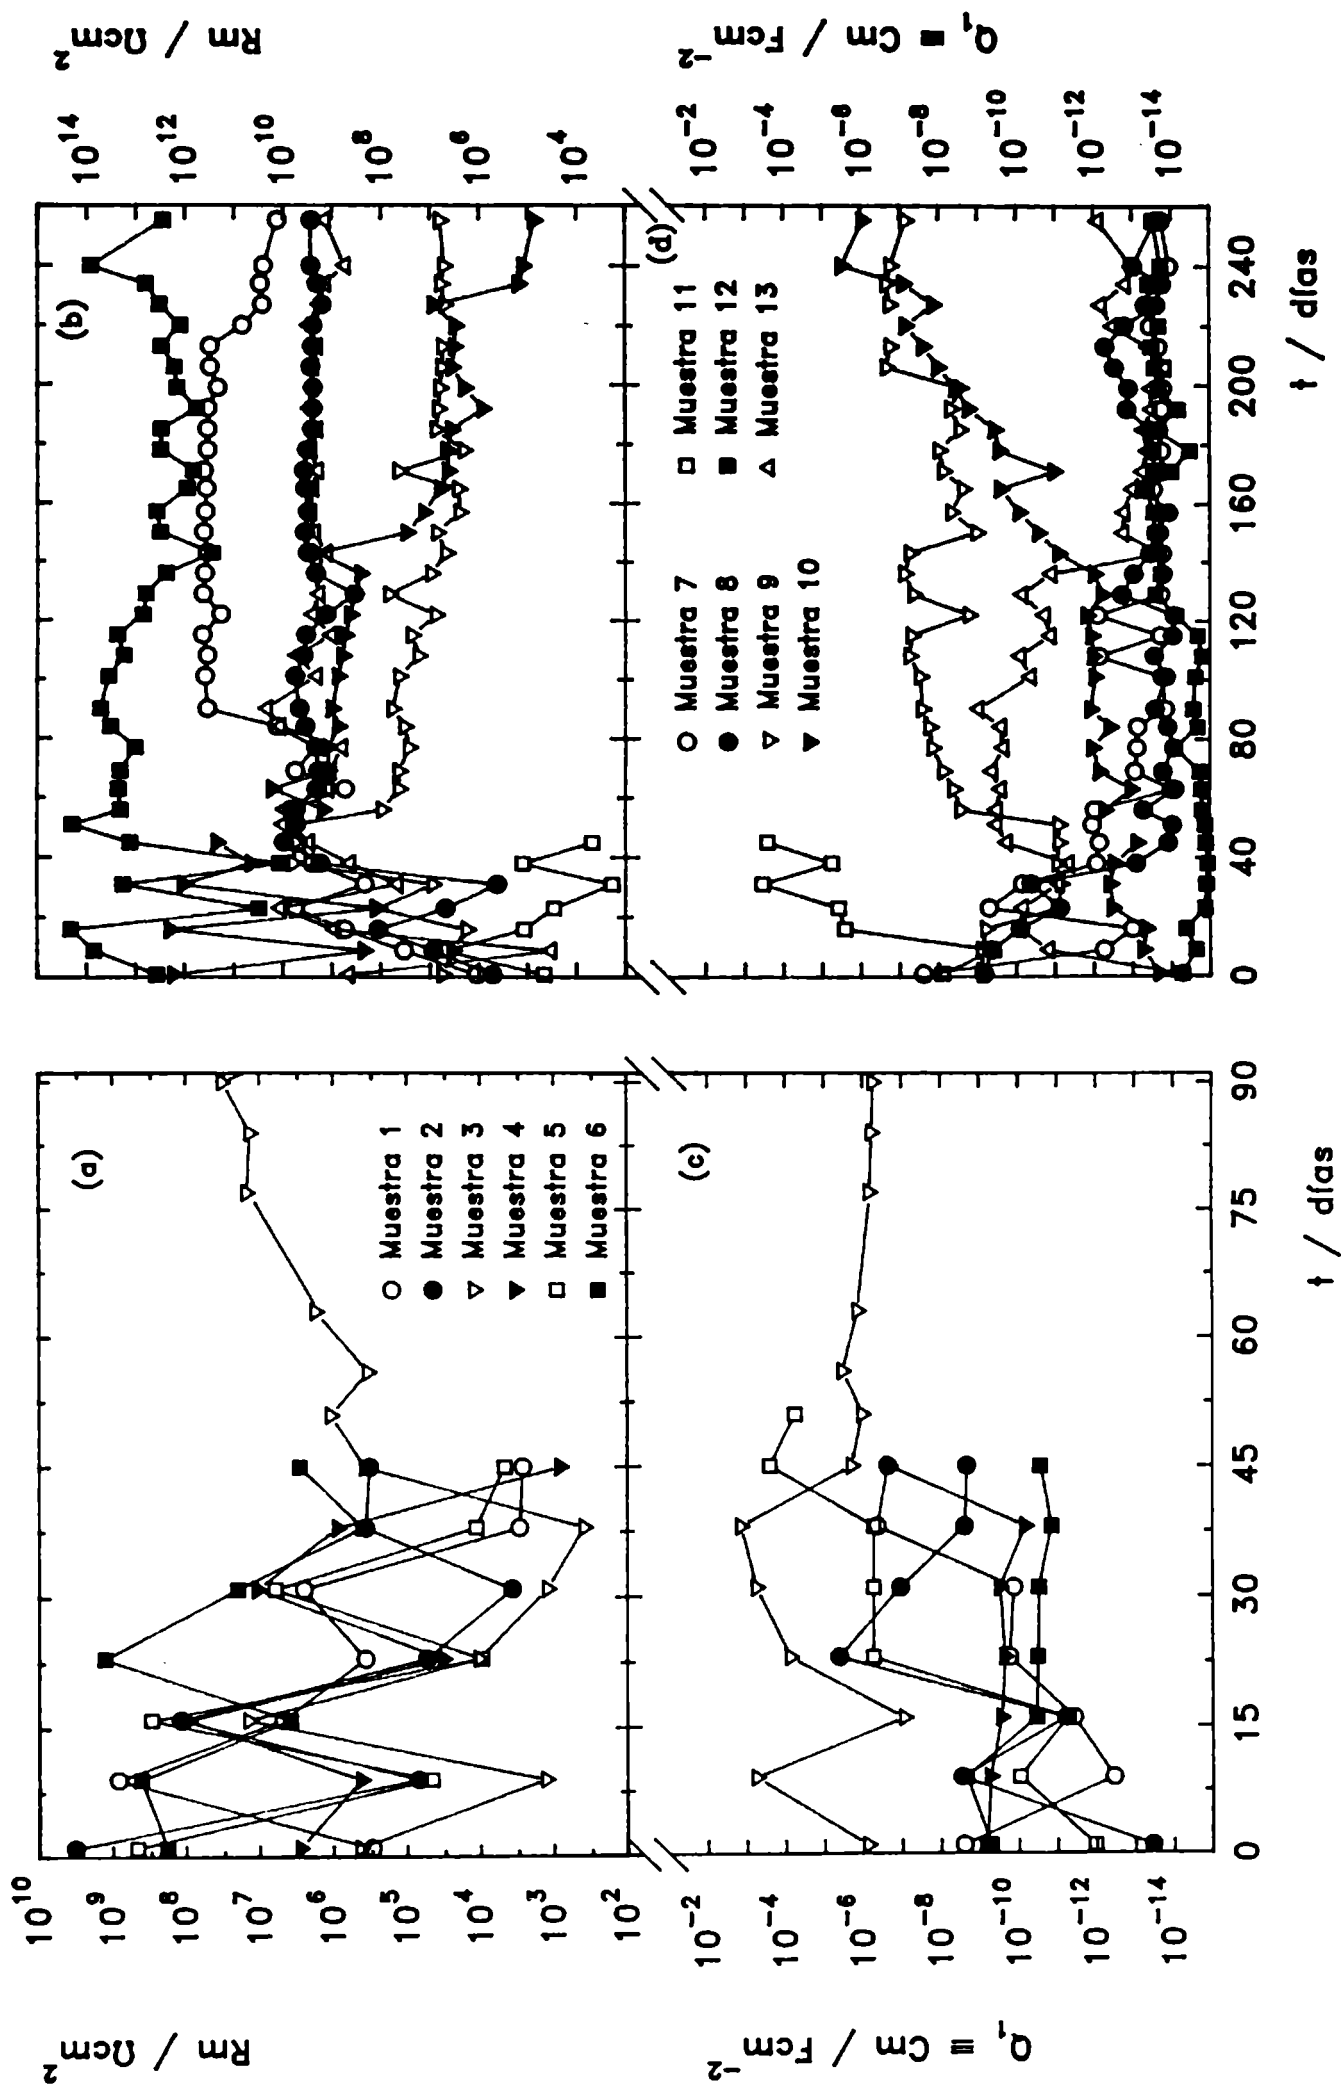 Rm / Ωcm²
10¹⁰
10⁹
10⁸
10⁷
10⁶
10⁵
10⁴
10³
10²
(a)
○ Muestra 1
● Muestra 2
▽ Muestra 3
▼ Muestra 4
□ Muestra 5
■ Muestra 6
(b)
10¹⁴
10¹²
10¹⁰
10⁸
10⁶
10⁴
Rm / Ωcm²
Q₁ ≡ Cm / Fcm⁻²
10⁻²
10⁻⁴
10⁻⁶
10⁻⁸
10⁻¹⁰
10⁻¹²
10⁻¹⁴
(c)
0 15 30 45 60 75 90
t / días
(d)
○ Muestra 7
● Muestra 8
▽ Muestra 9
▼ Muestra 10
□ Muestra 11
■ Muestra 12
△ Muestra 13
10⁻²
10⁻⁴
10⁻⁶
10⁻⁸
10⁻¹⁰
10⁻¹²
10⁻¹⁴
Q₁ ≡ Cm / Fcm⁻²
0 40 80 120 160 200 240
t / días